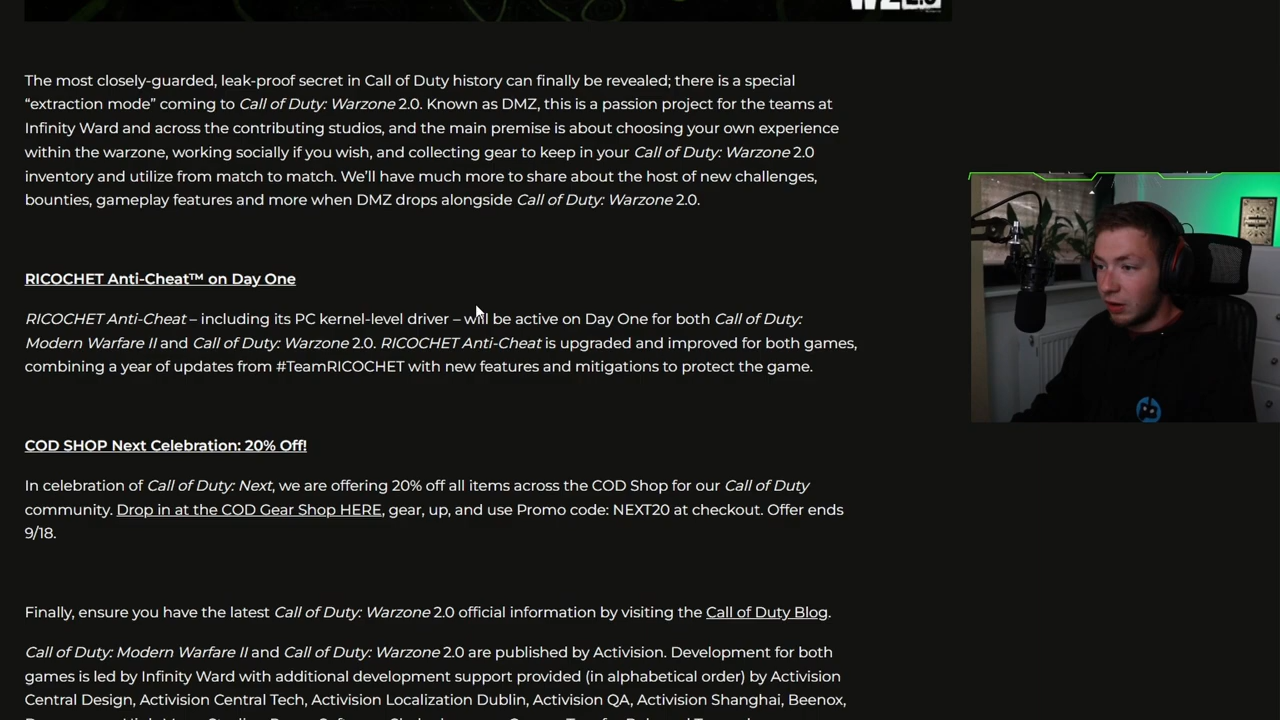 The most closely-guarded, leak-proof secret in Call of Duty history can finally be revealed; there is a special
“extraction mode” coming to Call of Duty: Warzone 2.0. Known as DMZ, this is a passion project for the teams at
Infinity Ward and across the contributing studios, and the main premise is about choosing your own experience
within the warzone, working socially if you wish, and collecting gear to keep in your Call of Duty: Warzone 2.0
inventory and utilize from match to match. We’ll have much more to share about the host of new challenges,
bounties, gameplay features and more when DMZ drops alongside Call of Duty: Warzone 2.0.
RICOCHET Anti-Cheat™ on Day One
RICOCHET Anti-Cheat – including its PC kernel-level driver – will be active on Day One for both Call of Duty:
Modern Warfare II and Call of Duty: Warzone 2.0. RICOCHET Anti-Cheat is upgraded and improved for both games,
combining a year of updates from #TeamRICOCHET with new features and mitigations to protect the game.
COD SHOP Next Celebration: 20% Off!
In celebration of Call of Duty: Next, we are offering 20% off all items across the COD Shop for our Call of Duty
community. Drop in at the COD Gear Shop HERE, gear, up, and use Promo code: NEXT20 at checkout. Offer ends
9/18.
Finally, ensure you have the latest Call of Duty: Warzone 2.0 official information by visiting the Call of Duty Blog.
Call of Duty: Modern Warfare II and Call of Duty: Warzone 2.0 are published by Activision. Development for both
games is led by Infinity Ward with additional development support provided (in alphabetical order) by Activision
Central Design, Activision Central Tech, Activision Localization Dublin, Activision QA, Activision Shanghai, Beenox,